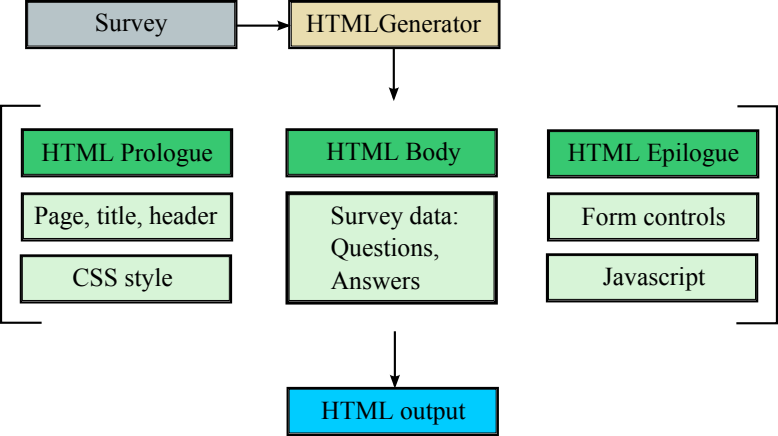 Survey
HTMLGenerator
HTML Prologue
Page, title, header
CSS style
HTML Body
Survey data:
Questions,
Answers
HTML Epilogue
Form controls
Javascript
HTML output